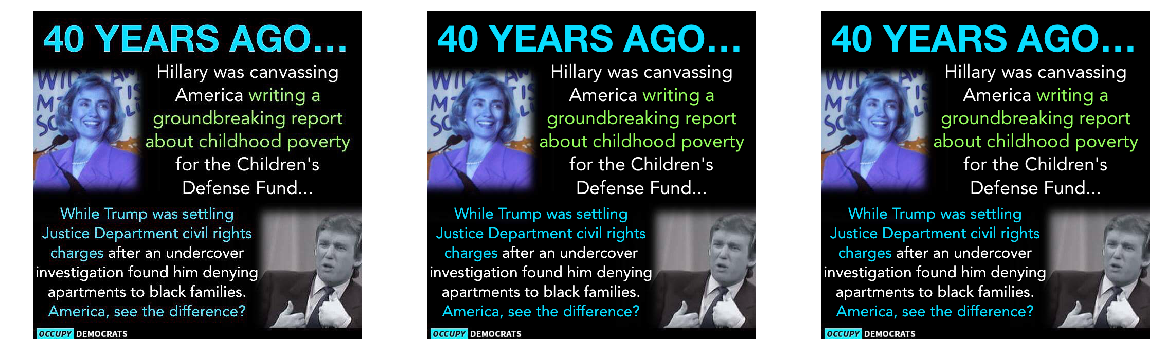 40 YEARS AGO...
Hillary was canvassing
America writing a
groundbreaking report
about childhood poverty
for the Children's
Defense Fund...
While Trump was settling
Justice Department civil rights
charges after an undercover
investigation found him denying
apartments to black families.
America, see the difference?
OCCUPY DEMOCRATS
40 YEARS AGO...
Hillary was canvassing
America writing a
groundbreaking report
about childhood poverty
for the Children's
Defense Fund...
While Trump was settling
Justice Department civil rights
charges after an undercover
investigation found him denying
apartments to black families.
America, see the difference?
OCCUPY DEMOCRATS
40 YEARS AGO...
Hillary was canvassing
America writing a
groundbreaking report
about childhood poverty
for the Children's
Defense Fund...
While Trump was settling
Justice Department civil rights
charges after an undercover
investigation found him denying
apartments to black families.
America, see the difference?
OCCUPY DEMOCRATS